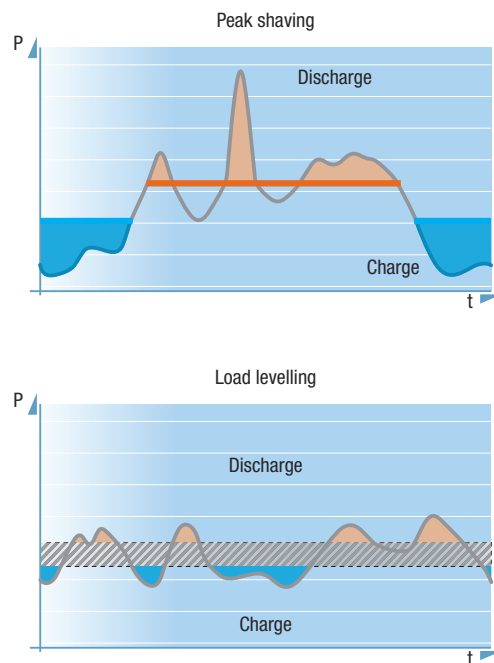 Peak shaving
P
Discharge
Charge
t
Load levelling
P
Discharge
Charge
t